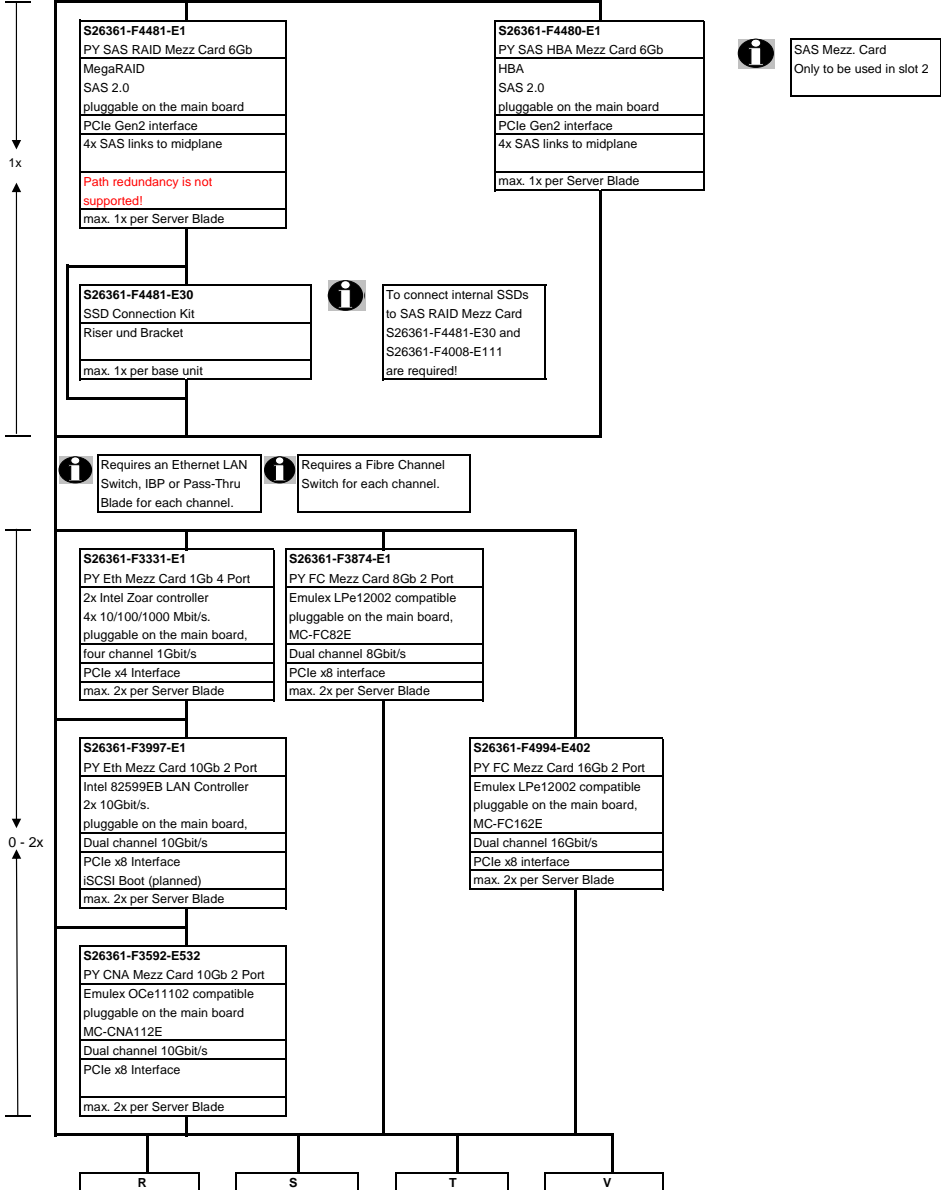 S26361-F4481-E1
PY SAS RAID Mezz Card 6Gb
MegaRAID
SAS 2.0
pluggable on the main board
PCIe Gen2 interface
4x SAS links to midplane
Path redundancy is not
supported!
max. 1x per Server Blade
S26361-F4480-E1
PY SAS HBA Mezz Card 6Gb
HBA
SAS 2.0
pluggable on the main board
PCIe Gen2 interface
4x SAS links to midplane
max. 1x per Server Blade
SAS Mezz. Card
Only to be used in slot 2
1x
S26361-F4481-E30
SSD Connection Kit
Riser und Bracket
max. 1x per base unit
To connect internal SSDs
to SAS RAID Mezz Card
S26361-F4481-E30 and
S26361-F4008-E111
are required!
Requires an Ethernet LAN
Switch, IBP or Pass-Thru
Blade for each channel.
Requires a Fibre Channel
Switch for each channel.
S26361-F3331-E1
PY Eth Mezz Card 1Gb 4 Port
2x Intel Zoar controller
4x 10/100/1000 Mbit/s.
pluggable on the main board,
four channel 1Gbit/s
PCIe x4 Interface
max. 2x per Server Blade
S26361-F3874-E1
PY FC Mezz Card 8Gb 2 Port
Emulex LPe12002 compatible
pluggable on the main board,
MC-FC82E
Dual channel 8Gbit/s
PCIe x8 interface
max. 2x per Server Blade
S26361-F3997-E1
PY Eth Mezz Card 10Gb 2 Port
Intel 82599EB LAN Controller
2x 10Gbit/s.
pluggable on the main board,
Dual channel 10Gbit/s
PCIe x8 Interface
iSCSI Boot (planned)
max. 2x per Server Blade
S26361-F4994-E402
PY FC Mezz Card 16Gb 2 Port
Emulex LPe12002 compatible
pluggable on the main board,
MC-FC162E
Dual channel 16Gbit/s
PCIe x8 interface
max. 2x per Server Blade
0 - 2x
S26361-F3592-E532
PY CNA Mezz Card 10Gb 2 Port
Emulex OCe11102 compatible
pluggable on the main board
MC-CNA112E
Dual channel 10Gbit/s
PCIe x8 Interface
max. 2x per Server Blade
R
S
T
V